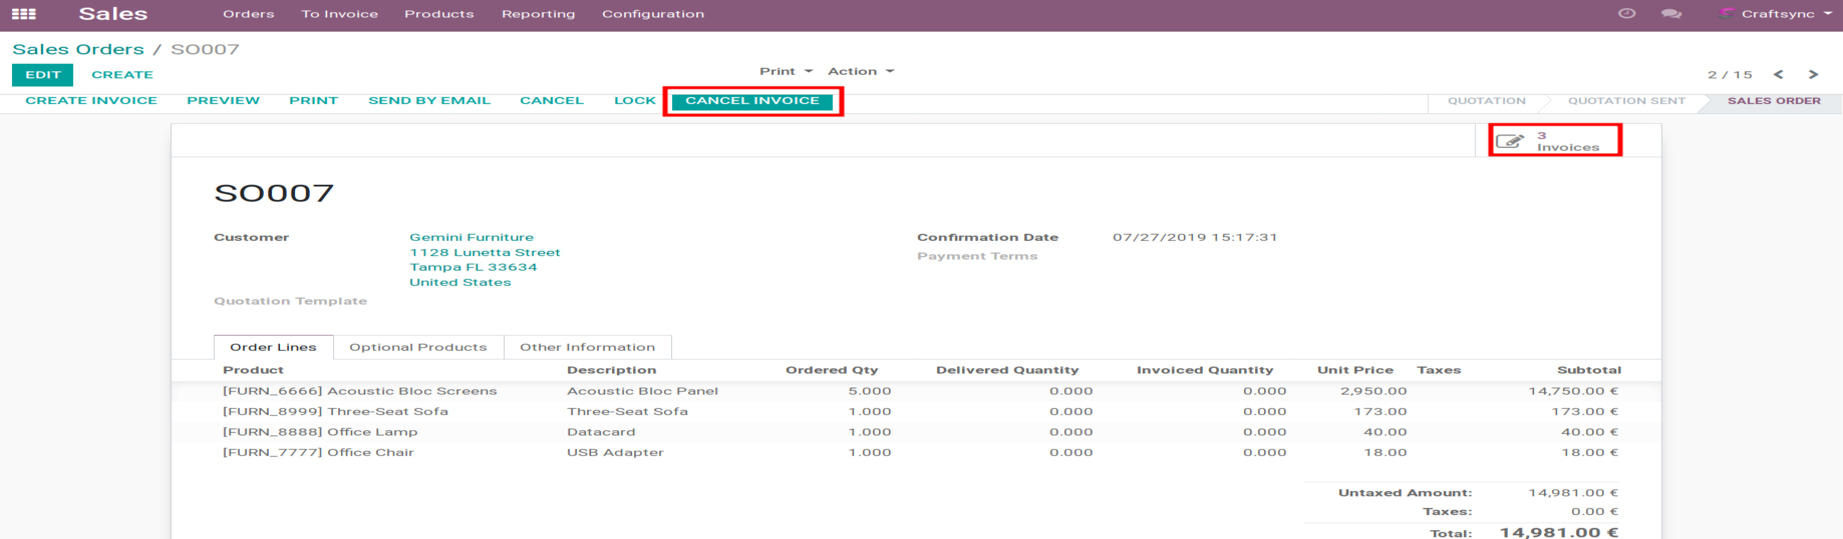 Sales Orders To Invoice Products Reporting Configuration Craftsync
Sales Orders / SO007
EDIT CREATE Print Action 2 / 15
CREATE INVOICE PREVIEW PRINT SEND BY EMAIL CANCEL LOCK CANCEL INVOICE QUOTATION QUOTATION SENT SALES ORDER
3
Invoices
SO007
Customer Gemini Furniture Confirmation Date 07/27/2019 15:17:31
1128 Lunetta Street Payment Terms
Tampa FL 33634
United States
Quotation Template
Order Lines Optional Products Other Information
Product Description Ordered Qty Delivered Quantity Invoiced Quantity Unit Price Taxes Subtotal
[FURN_6666] Acoustic Bloc Screens Acoustic Bloc Panel 5.000 0.000 0.000 2,950.00 14,750.00 €
[FURN_8999] Three-Seat Sofa Three-Seat Sofa 1.000 0.000 0.000 173.00 173.00 €
[FURN_8888] Office Lamp Datacard 1.000 0.000 0.000 40.00 40.00 €
[FURN_7777] Office Chair USB Adapter 1.000 0.000 0.000 18.00 18.00 €
Untaxed Amount: 14,981.00 €
Taxes: 0.00 €
Total: 14,981.00 €